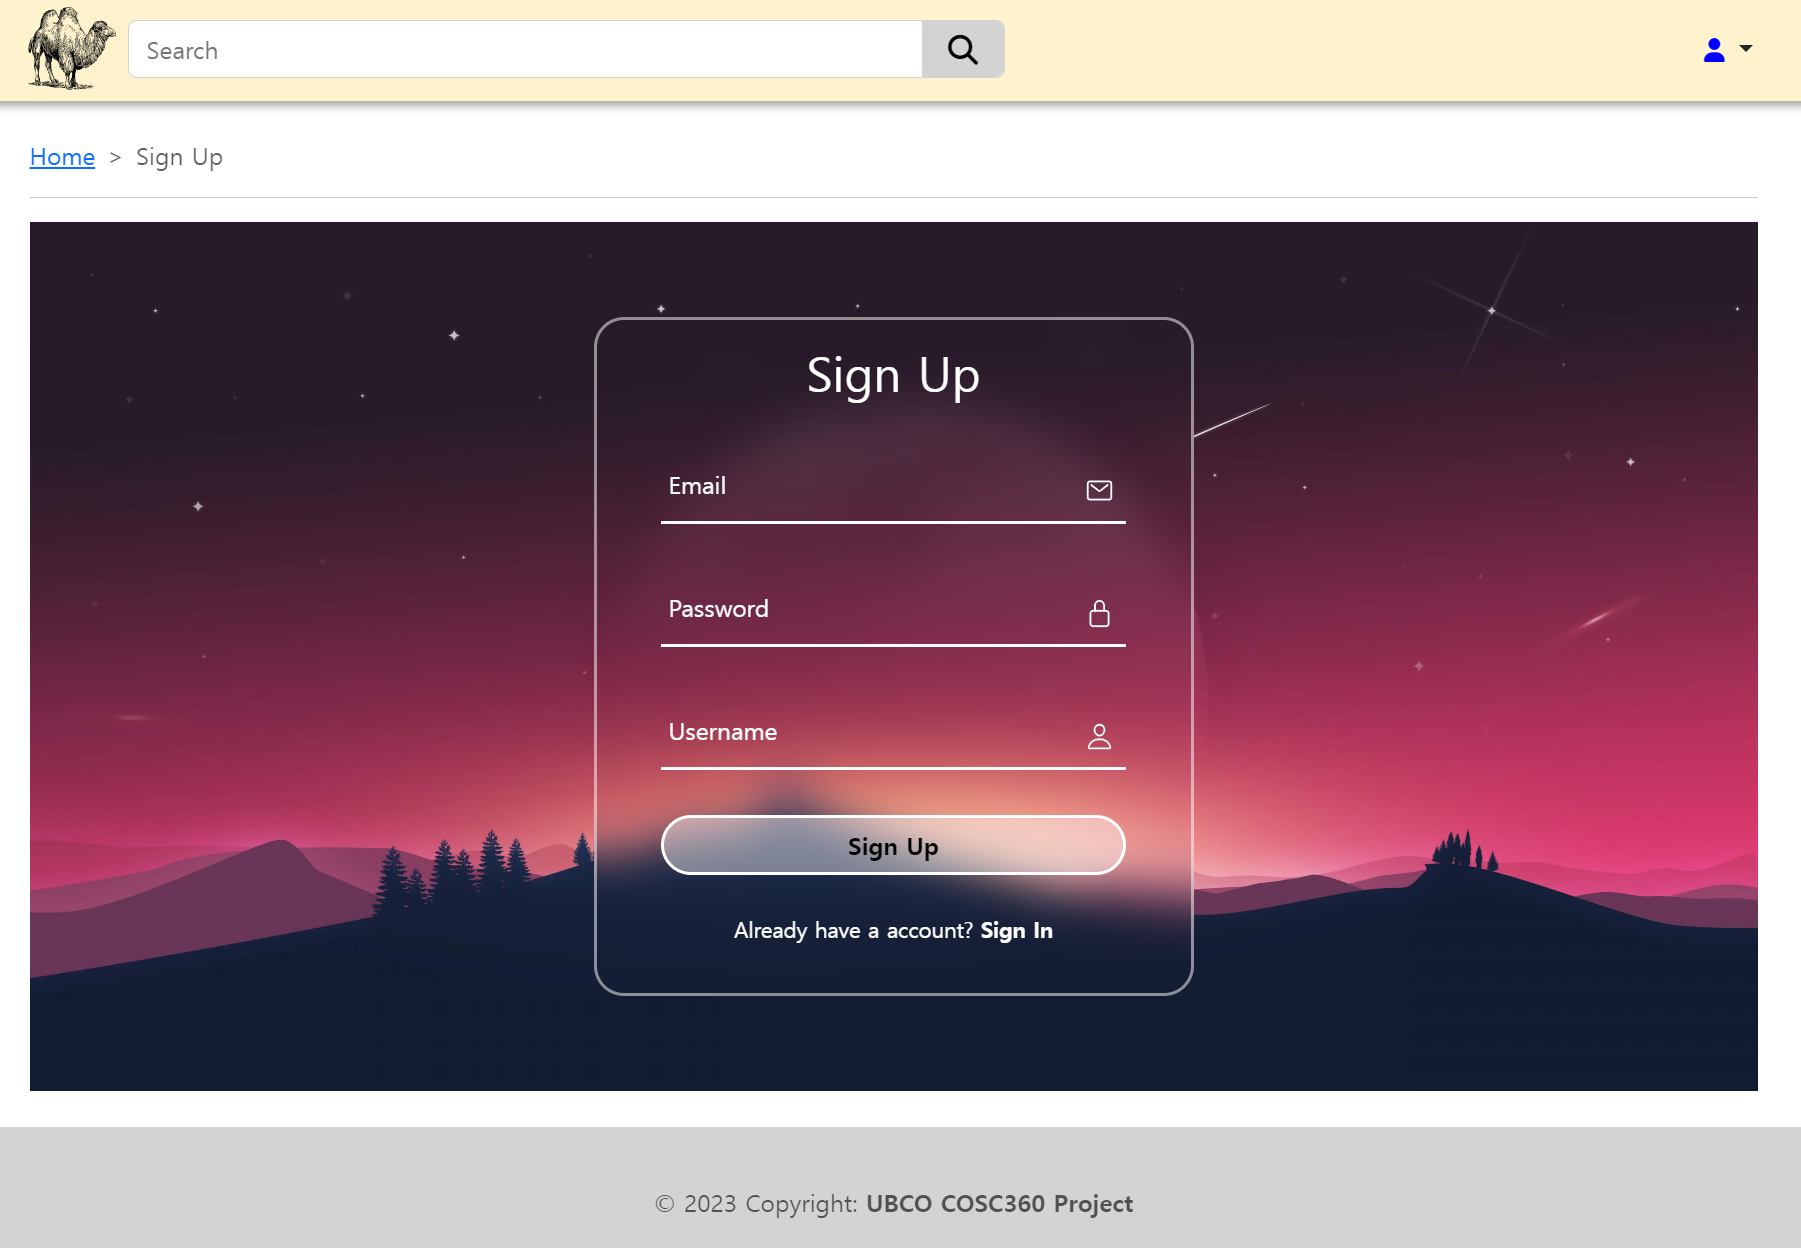 Search
Home > Sign Up
Sign Up
Email
Password
Username
Sign Up
Already have a account? Sign In
© 2023 Copyright: UBCO COSC360 Project